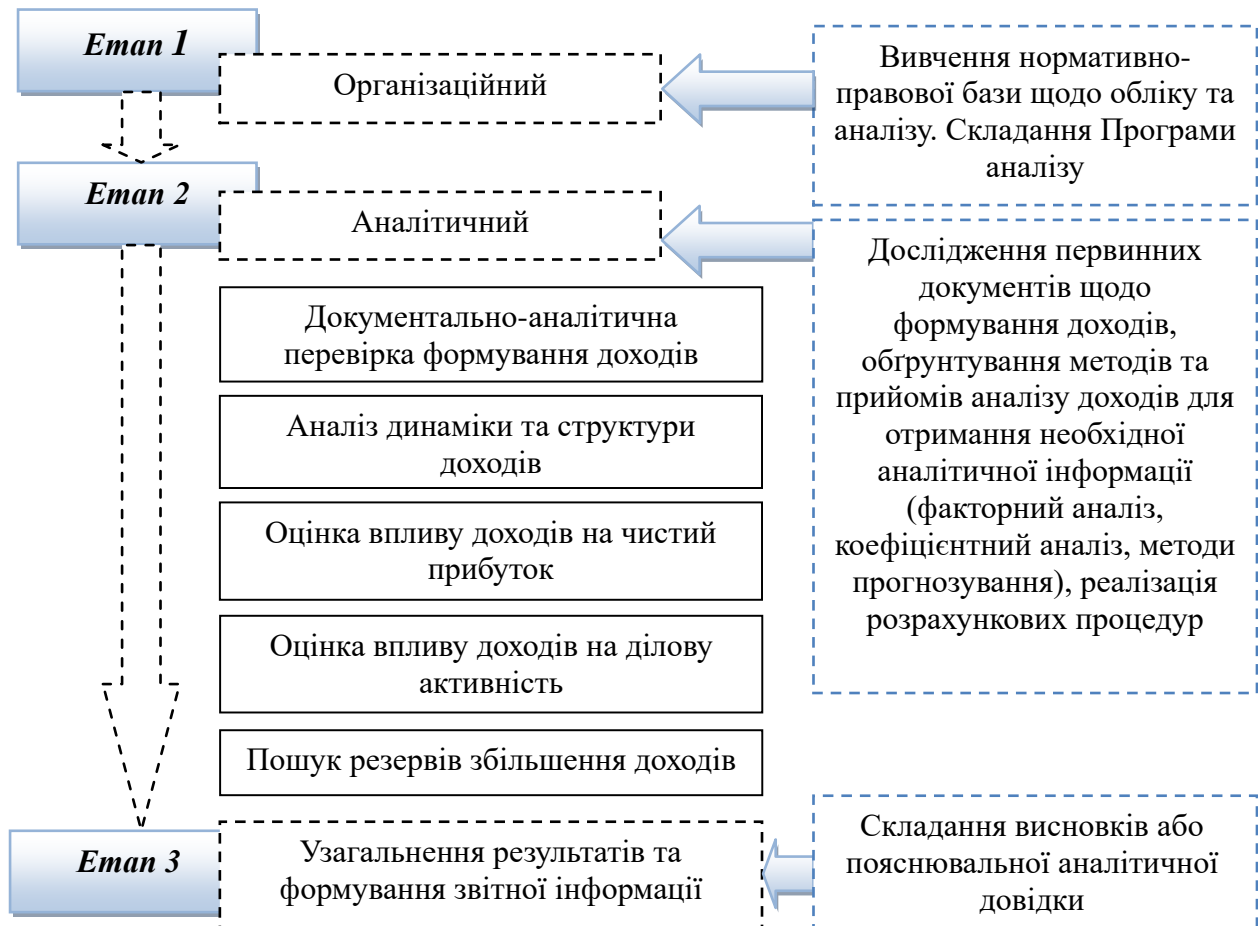 Етап 1
Організаційний
Вивчення нормативно-
правової бази щодо обліку та
аналізу. Складання Програми
аналізу
Етап 2
Аналітичний
Дослідження первинних
документів щодо
формування доходів,
обґрунтування методів та
прийомів аналізу доходів для
отримання необхідної
аналітичної інформації
(факторний аналіз,
коефіцієнтний аналіз, методи
прогнозування), реалізація
розрахункових процедур
Документально-аналітична
перевірка формування доходів
Аналіз динаміки та структури
доходів
Оцінка впливу доходів на чистий
прибуток
Оцінка впливу доходів на ділову
активність
Пошук резервів збільшення доходів
Етап 3
Узагальнення результатів та
формування звітної інформації
Складання висновків або
пояснювальної аналітичної
довідки